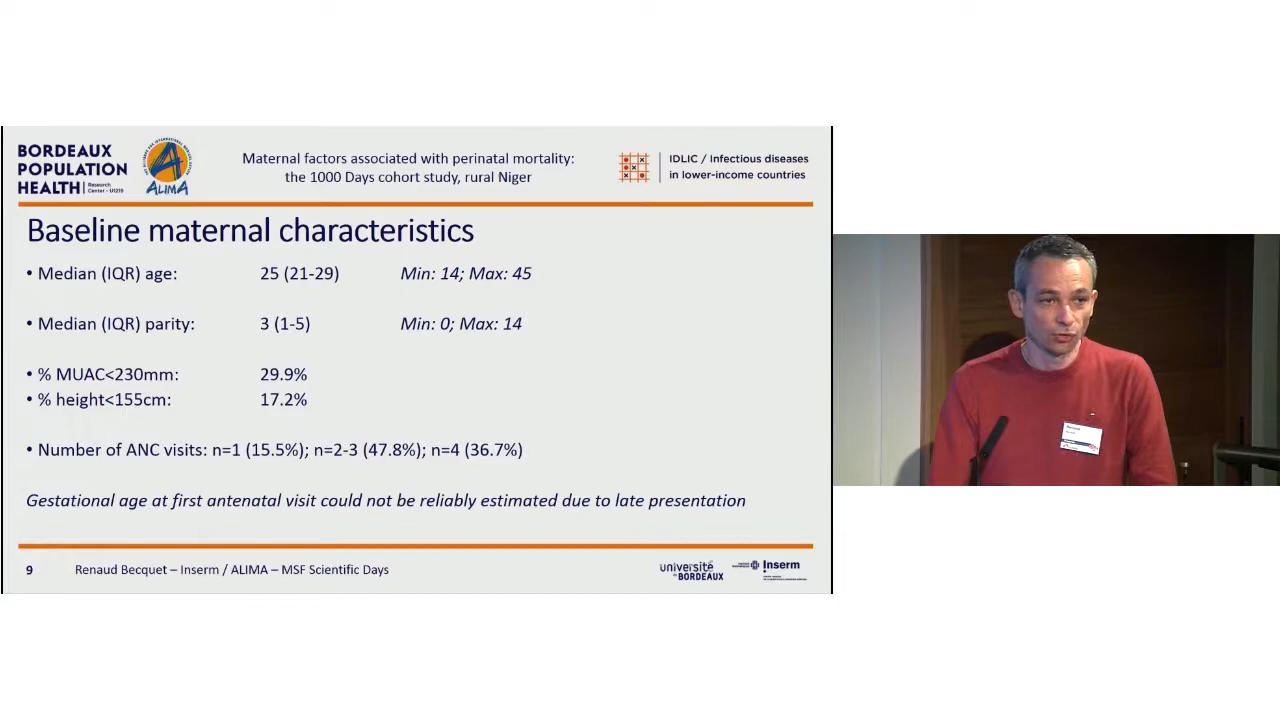 BORDEAUX
POPULATION
HEALTH
Research
Center - U1219
ALIMA
Maternal factors associated with perinatal mortality:
the 1000 Days cohort study, rural Niger
IDLIC / Infectious diseases
in lower-income countries
Baseline maternal characteristics
• Median (IQR) age: 25 (21-29) Min: 14; Max: 45
• Median (IQR) parity: 3 (1-5) Min: 0; Max: 14
• % MUAC<230mm: 29.9%
• % height<155cm: 17.2%
• Number of ANC visits: n=1 (15.5%); n=2-3 (47.8%); n=4 (36.7%)
Gestational age at first antenatal visit could not be reliably estimated due to late presentation
9
Renaud Becquet – Inserm / ALIMA – MSF Scientific Days
université
de BORDEAUX
Inserm